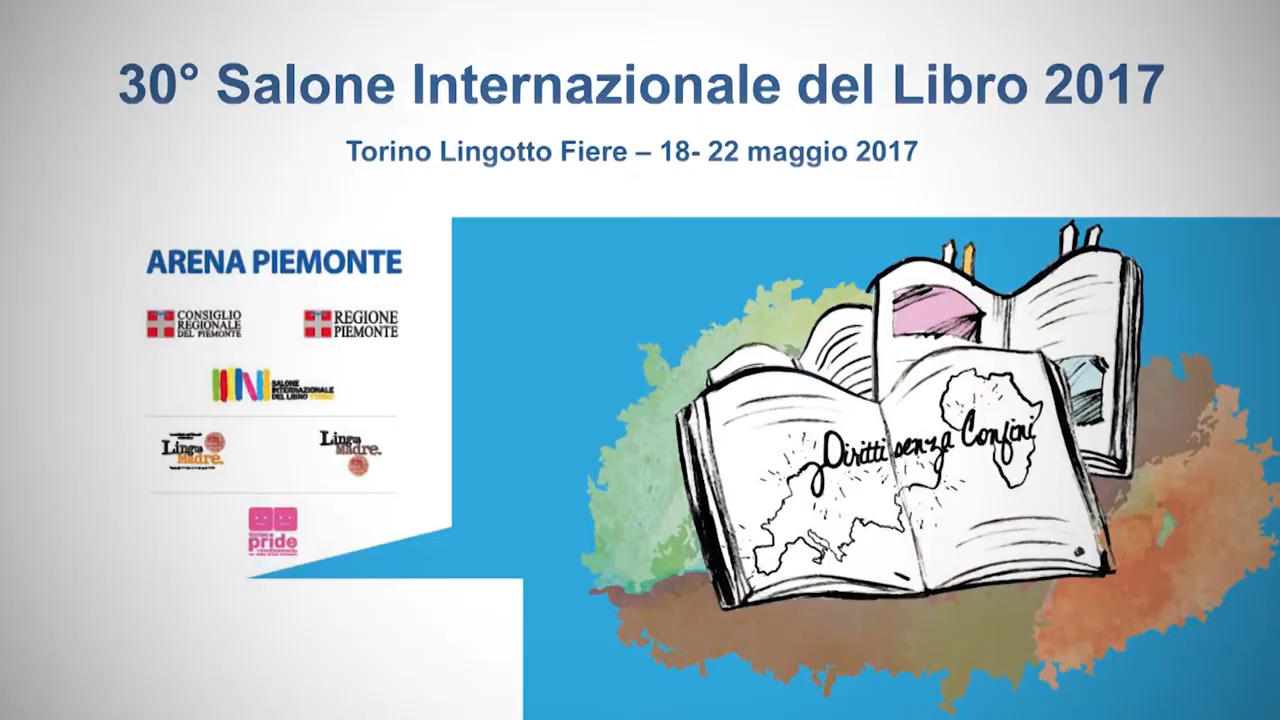 30° Salone Internazionale del Libro 2017
Torino Lingotto Fiere – 18- 22 maggio 2017
ARENA PIEMONTE
CONSIGLIO
REGIONALE
DEL PIEMONTE
REGIONE
PIEMONTE
SALONE
INTERNAZIONALE
DEL LIBRO TORINO
Lingua
Madre.
Lingua
Madre.
pride
Diritti senza Confini